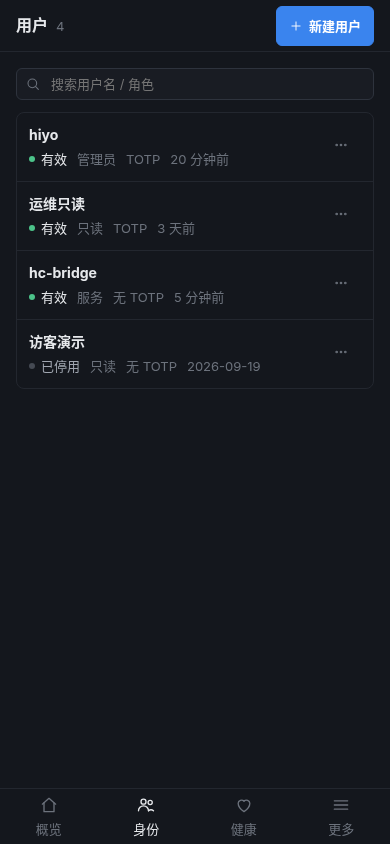 用户 4
新建用户
搜索用户名 / 角色
hiyo
有效 管理员 TOTP 20 分钟前
运维只读
有效 只读 TOTP 3 天前
hc-bridge
有效 服务 无 TOTP 5 分钟前
访客演示
已停用 只读 无 TOTP 2026-09-19
概览 身份 健康 更多